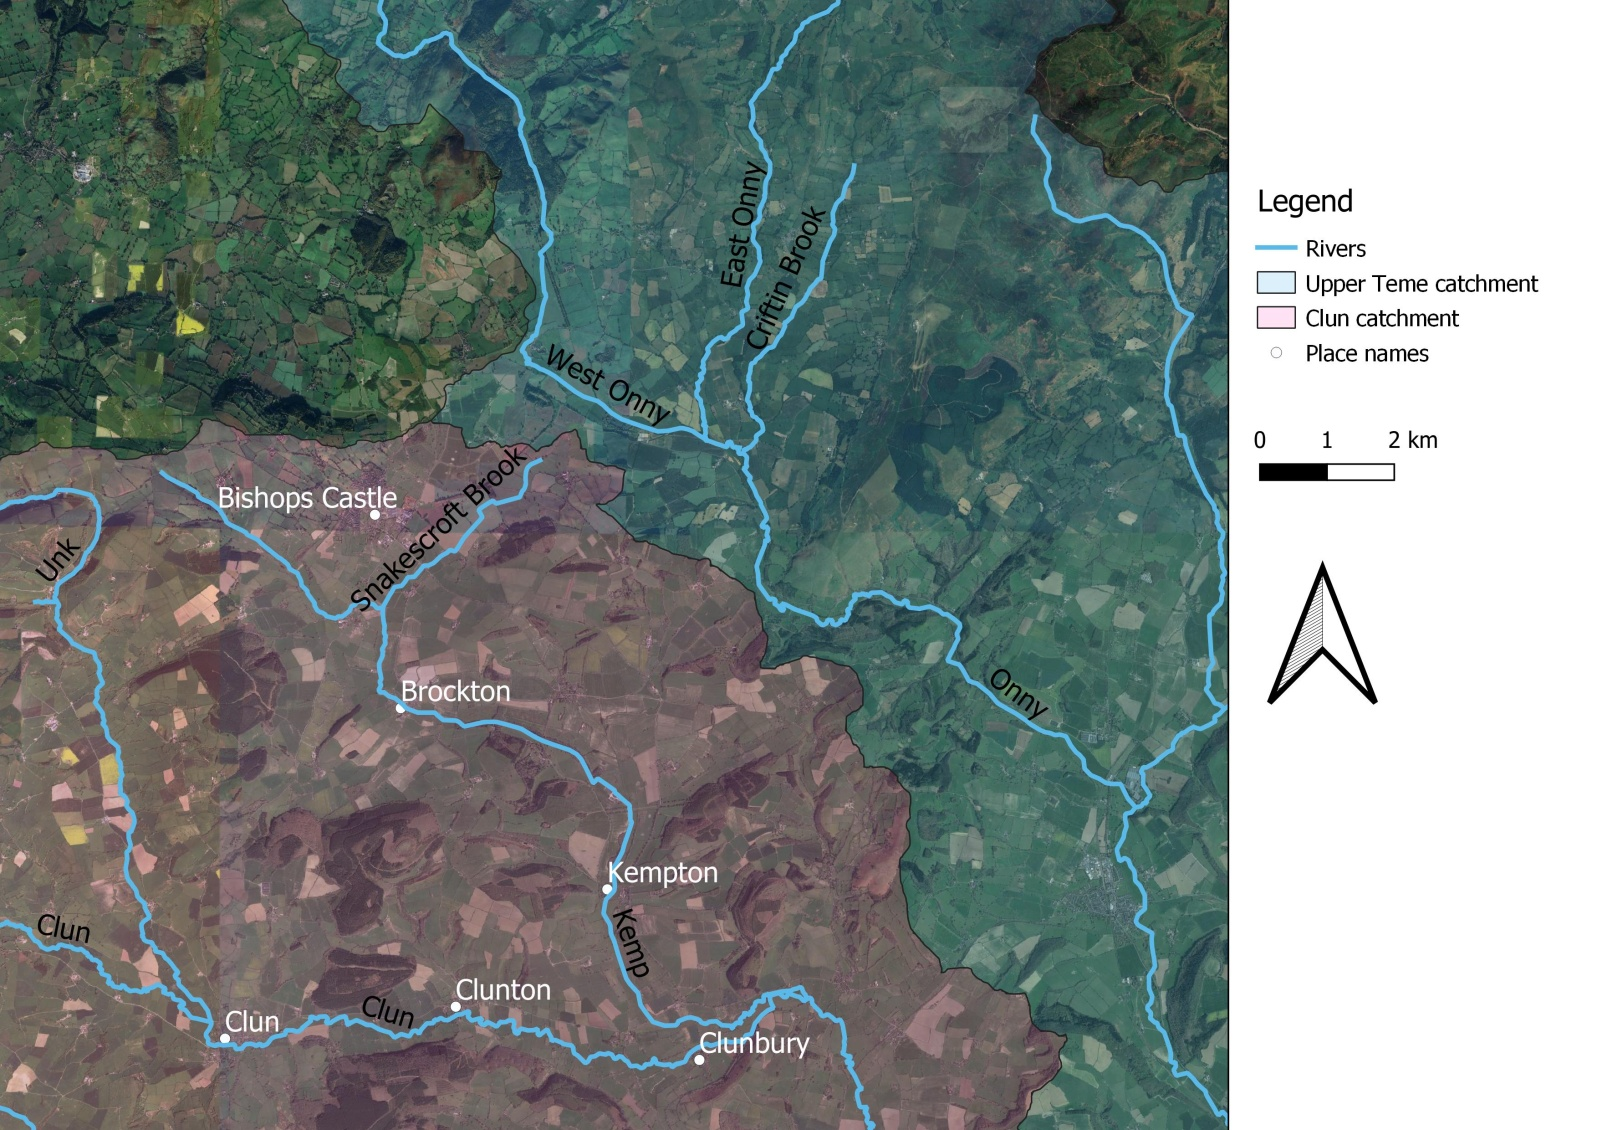 East Onny
Criftin Brook
West Onny
Bishops Castle
Snakescroft Brook
Unk
Brockton
Onny
Kempton
Kemp
Clun
Clun
Clunton
Clun
Clunbury
Legend
Rivers
Upper Teme catchment
Clun catchment
Place names
0 1 2 km